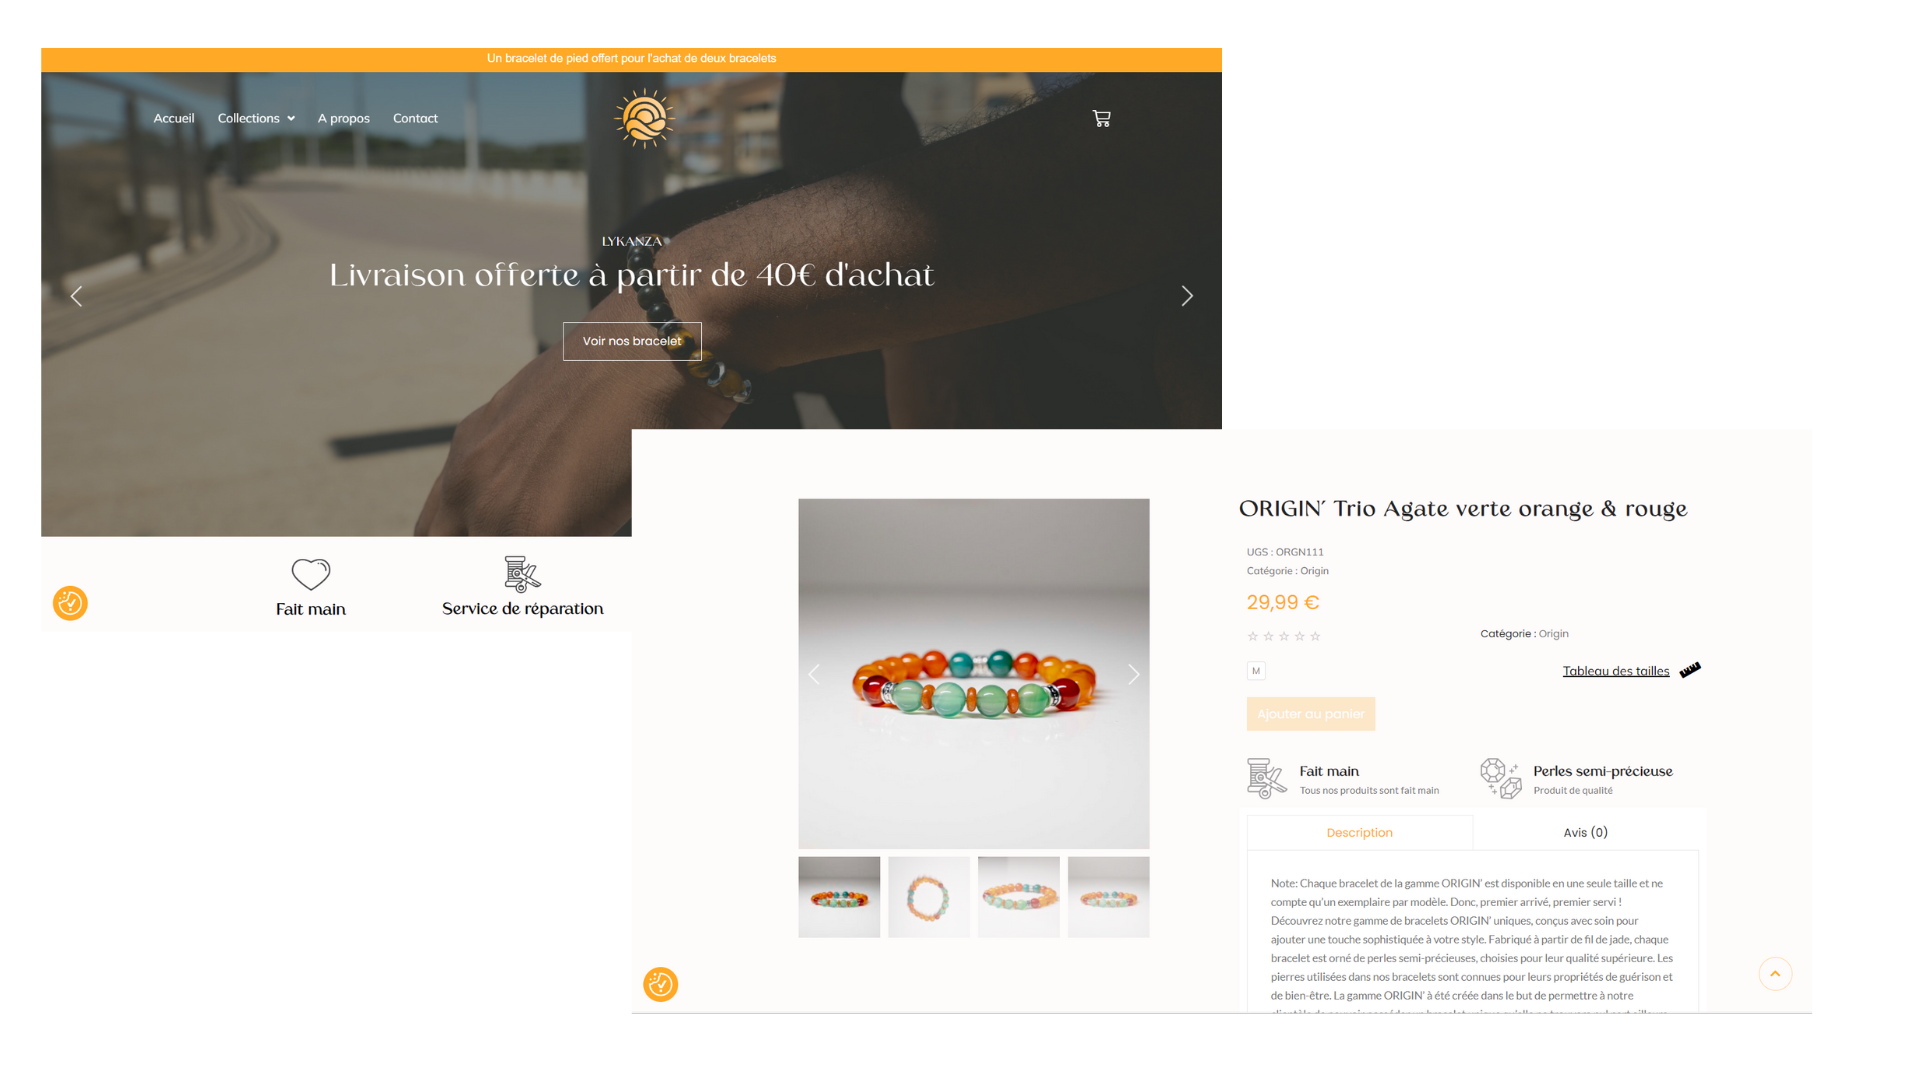 Un bracelet de pied offert pour l'achat de deux bracelets
Accueil Collections A propos Contact
LYKANZA
Livraison offerte à partir de 40€ d'achat
Voir nos bracelet
Fait main
Service de réparation
ORIGIN’ Trio Agate verte orange & rouge
UGS : ORGN111
Catégorie : Origin
29,99 €
Catégorie : Origin
M
Tableau des tailles
Ajouter au panier
Fait main
Tous nos produits sont fait main
Perles semi-précieuse
Produit de qualité
Description
Avis (0)
Note: Chaque bracelet de la gamme ORIGIN’ est disponible en une seule taille et ne
compte qu’un exemplaire par modèle. Donc, premier arrivé, premier servi !
Découvrez notre gamme de bracelets ORIGIN’ uniques, conçus avec soin pour
ajouter une touche sophistiquée à votre style. Fabriqué à partir de fil de jade, chaque
bracelet est orné de perles semi-précieuses, choisies pour leur qualité supérieure. Les
pierres utilisées dans nos bracelets sont connues pour leurs propriétés de guérison et
de bien-être. La gamme ORIGIN’ à été créée dans le but de permettre à notre